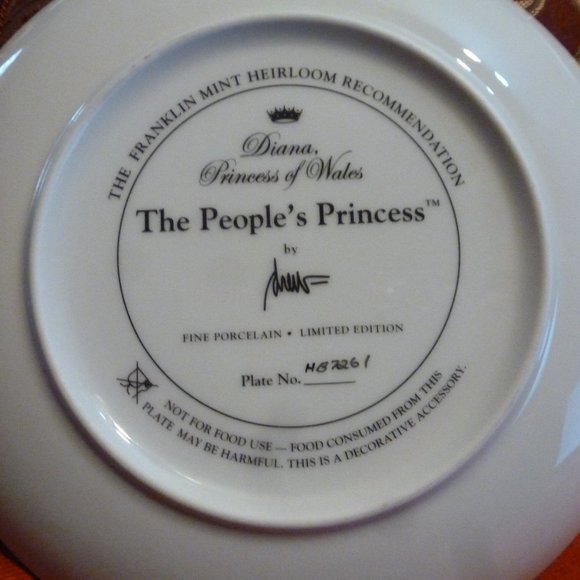 THE FRANKLIN MINT HEIRLOOM RECOMMENDATION
Diana,
Princess of Wales
The People's Princess™
by
FINE PORCELAIN • LIMITED EDITION
Plate No. HB7261
NOT FOR FOOD USE — FOOD CONSUMED FROM THIS
PLATE MAY BE HARMFUL. THIS IS A DECORATIVE ACCESSORY.